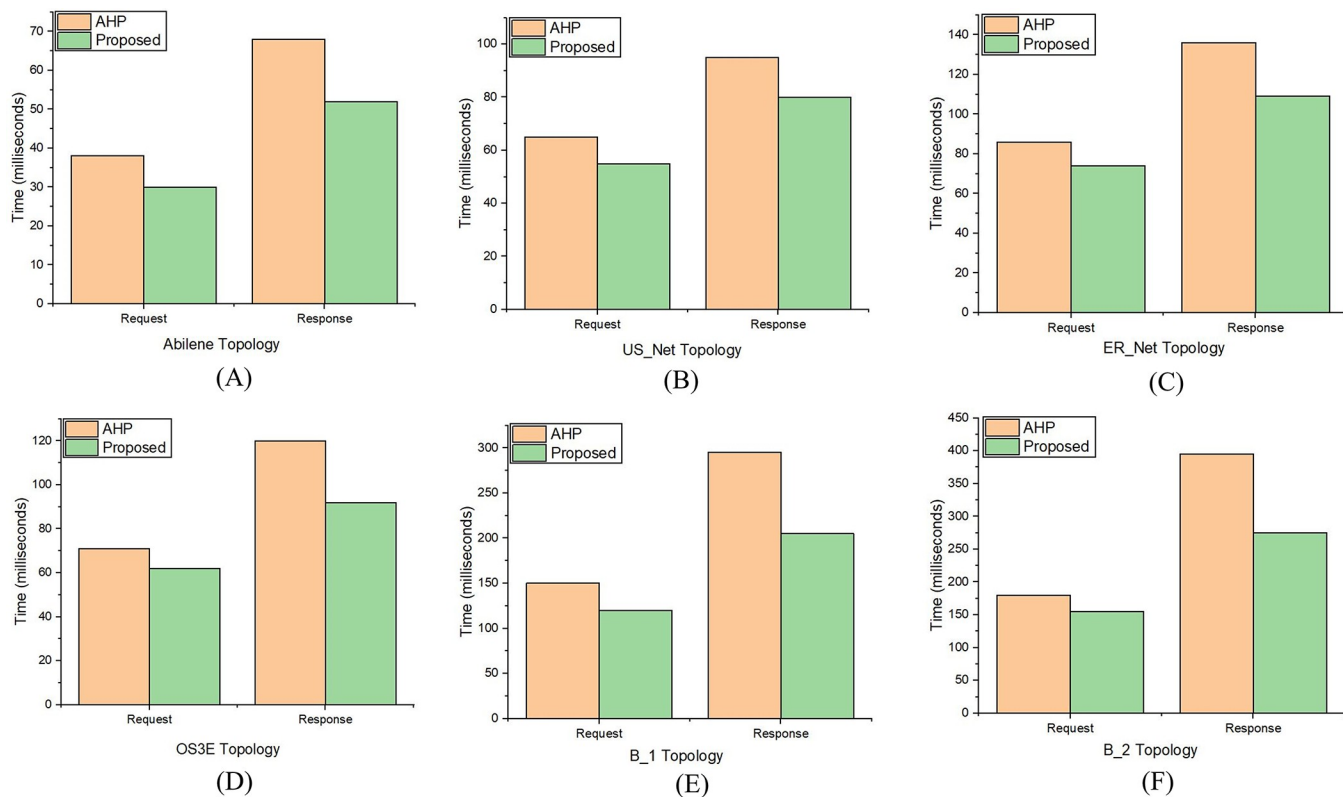 AHP
Proposed
Time (milliseconds)
70
60
50
40
30
20
10
0
Request
Response
Abilene Topology
(A)
AHP
Proposed
Time (milliseconds)
100
80
60
40
20
0
Request
Response
US_Net Topology
(B)
AHP
Proposed
Time (milliseconds)
140
120
100
80
60
40
20
0
Request
Response
ER_Net Topology
(C)
AHP
Proposed
Time (milliseconds)
120
100
80
60
40
20
0
Request
Response
OS3E Topology
(D)
AHP
Proposed
Time (milliseconds)
300
250
200
150
100
50
0
Request
Response
B_1 Topology
(E)
AHP
Proposed
Time (milliseconds)
450
400
350
300
250
200
150
100
50
0
Request
Response
B_2 Topology
(F)